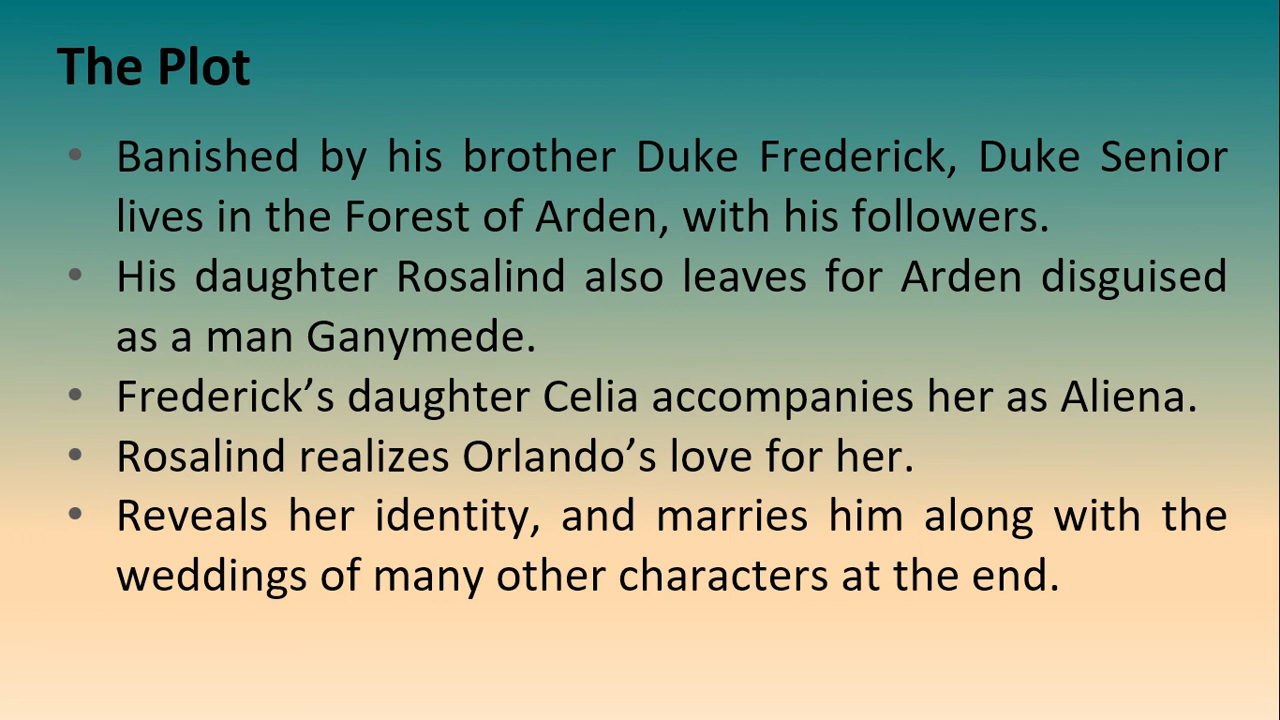 The Plot
• Banished by his brother Duke Frederick, Duke Senior
lives in the Forest of Arden, with his followers.
• His daughter Rosalind also leaves for Arden disguised
as a man Ganymede.
• Frederick’s daughter Celia accompanies her as Aliena.
• Rosalind realizes Orlando’s love for her.
• Reveals her identity, and marries him along with the
weddings of many other characters at the end.